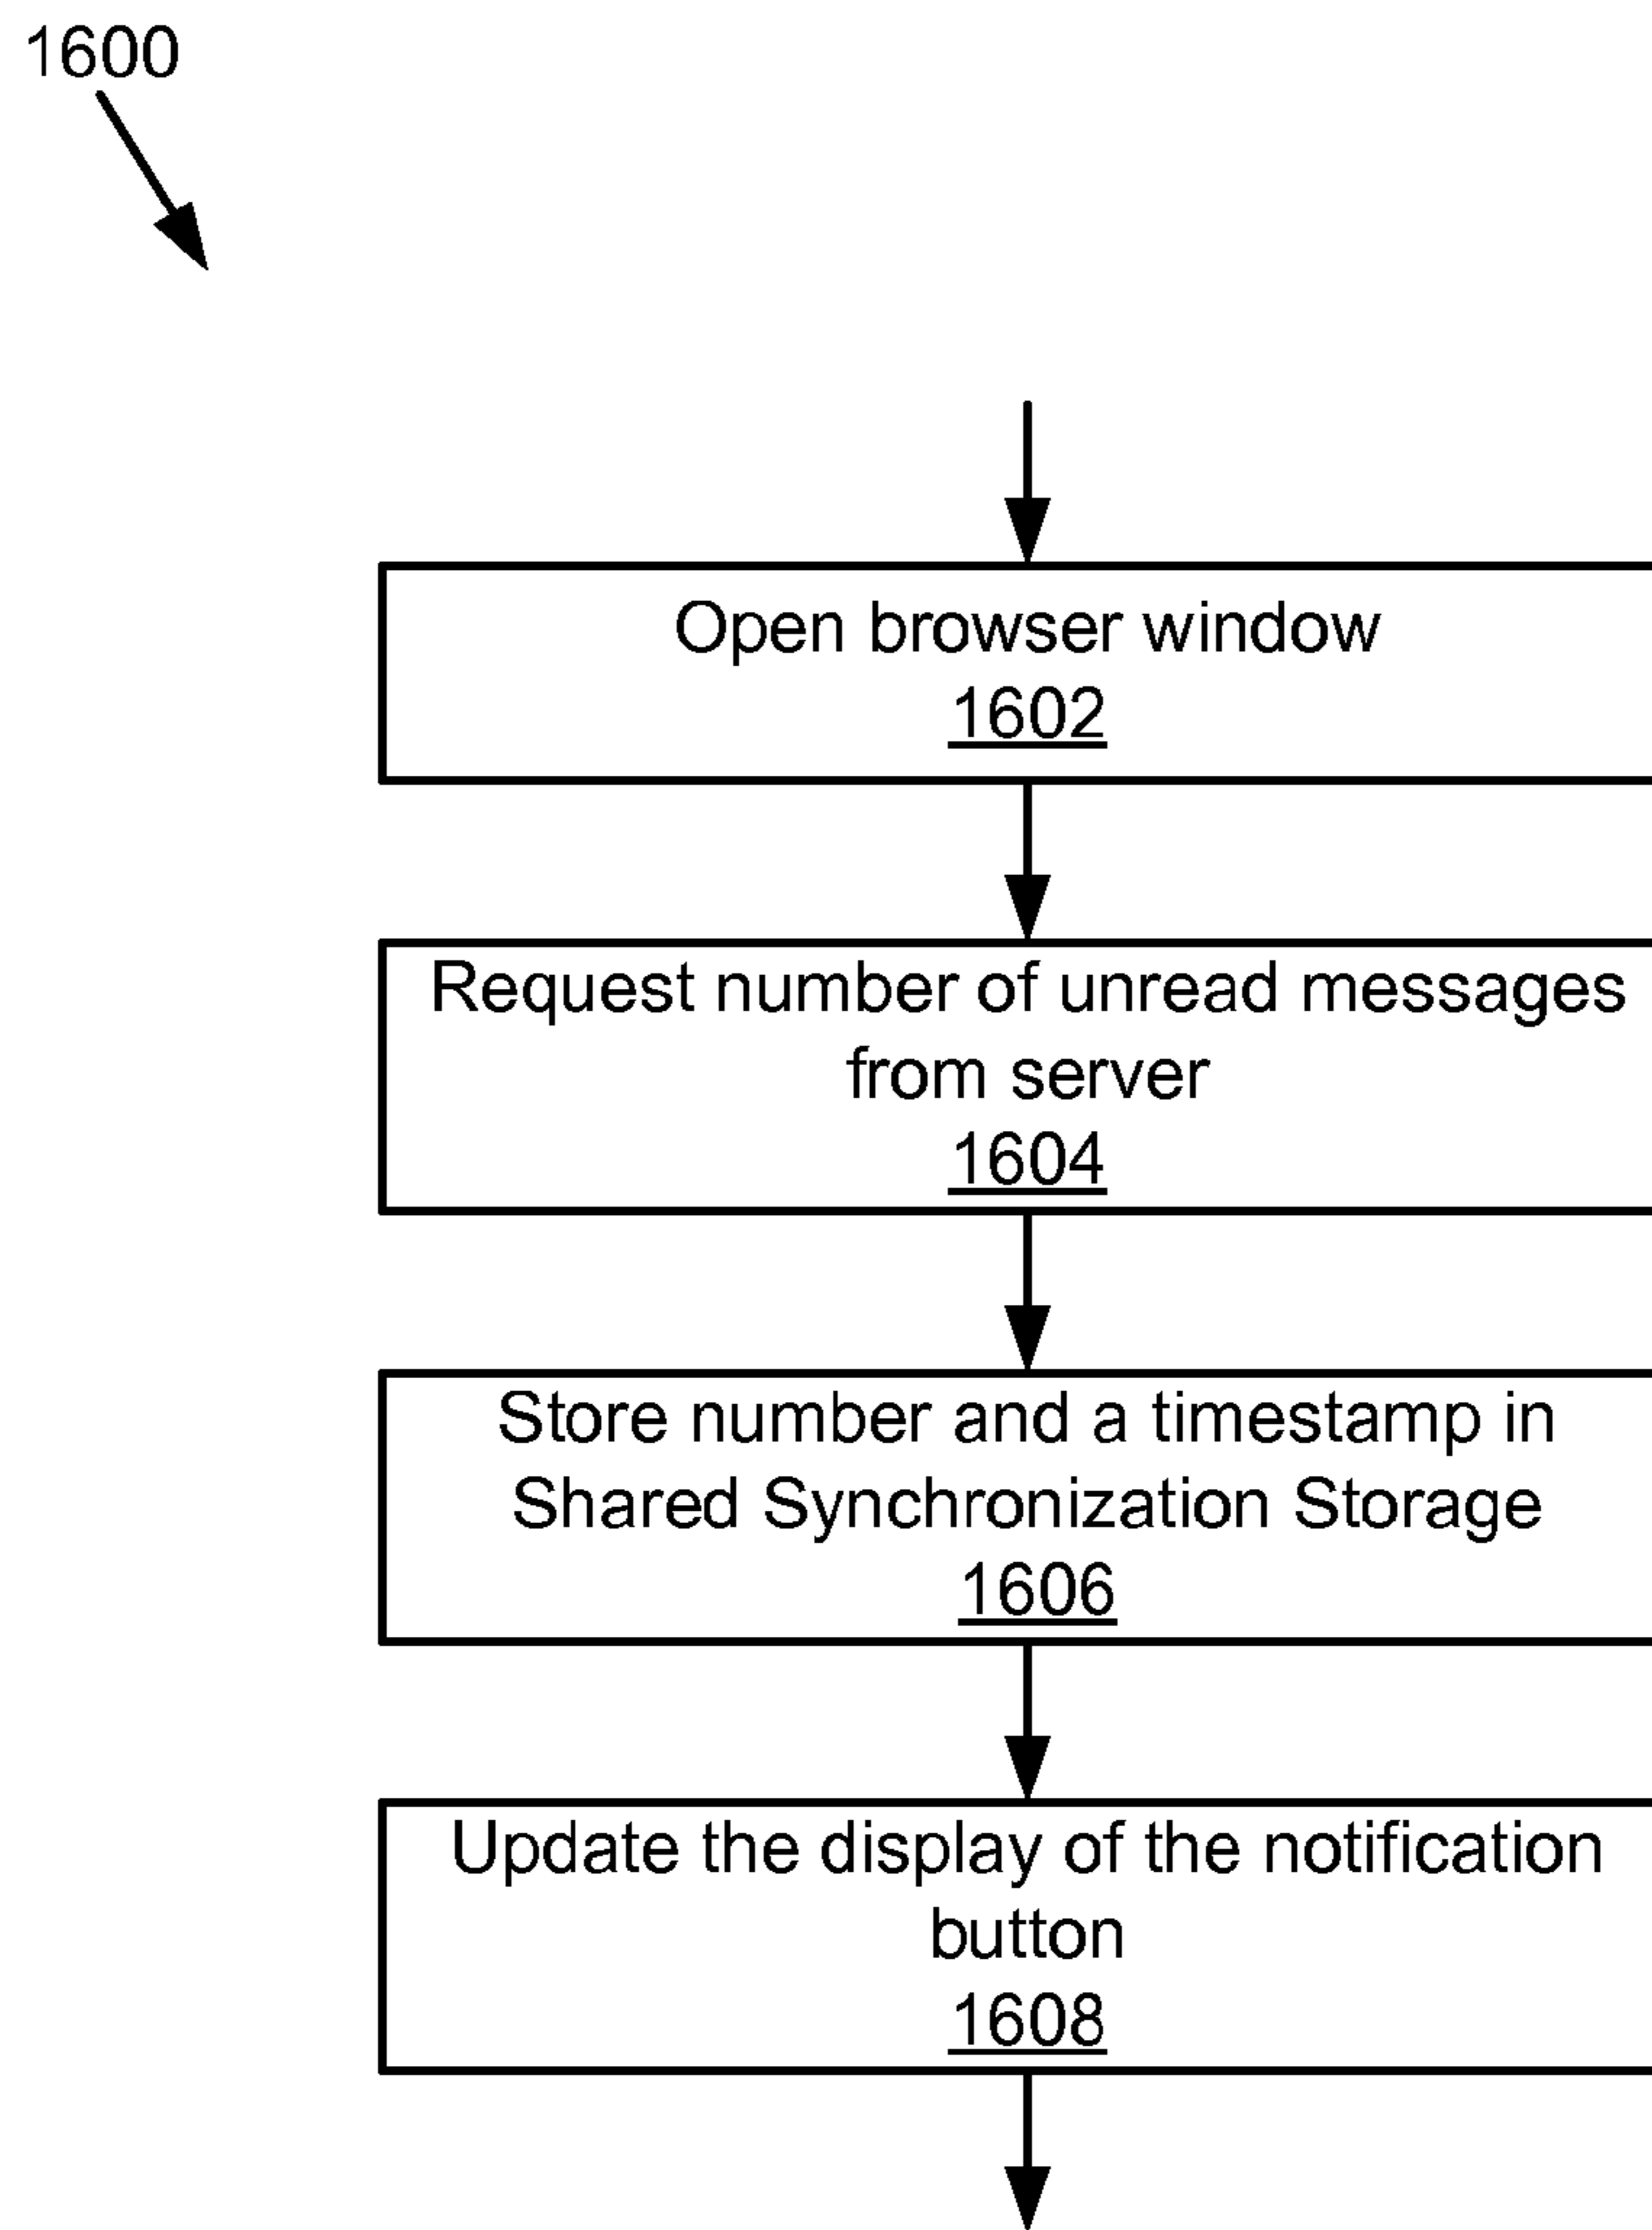 1600
Open browser window
1602
Request number of unread messages
from server
1604
Store number and a timestamp in
Shared Synchronization Storage
1606
Update the display of the notification
button
1608